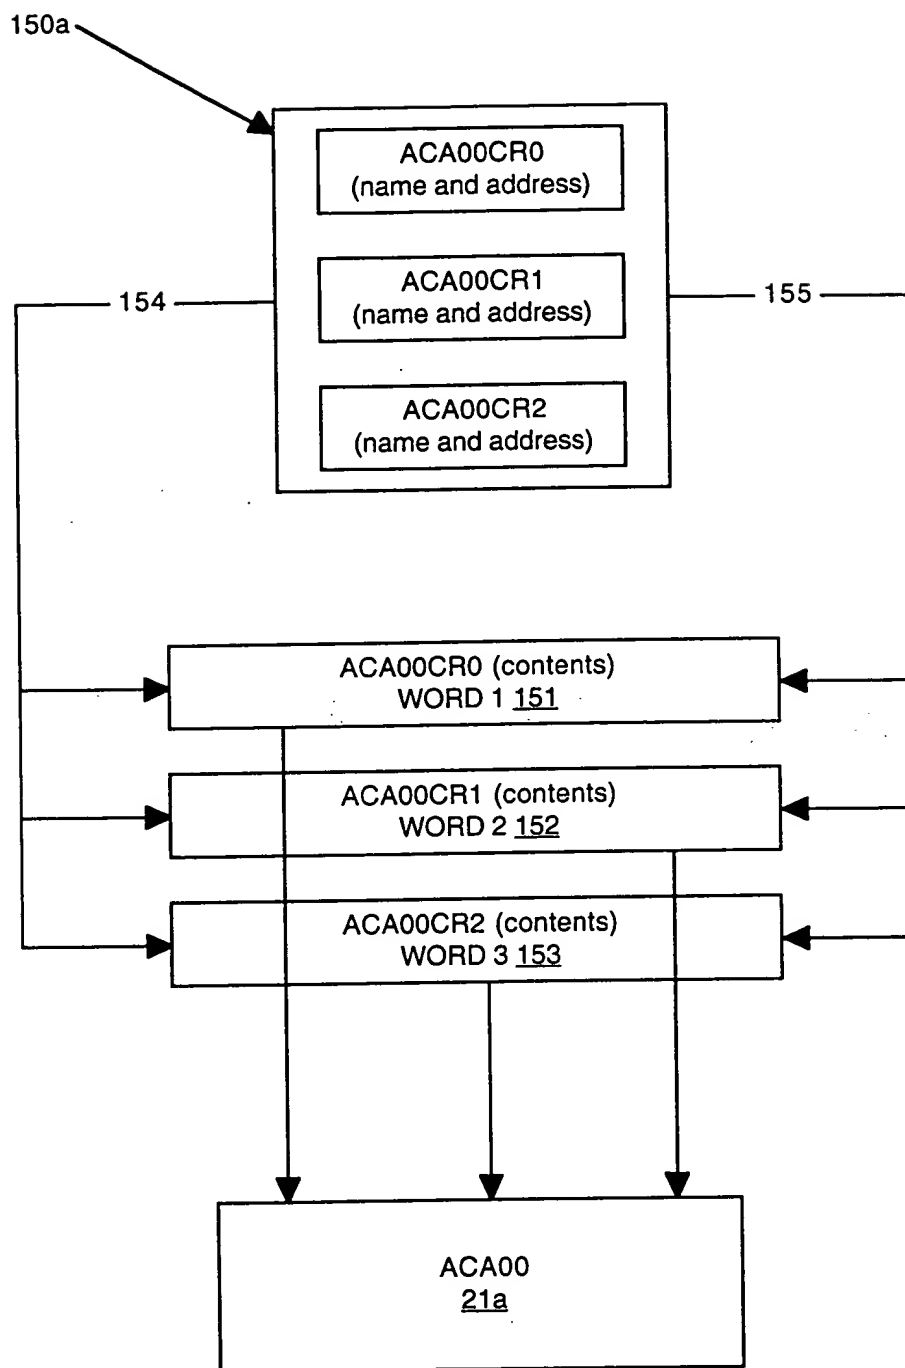 150a
ACA00CR0
(name and address)
ACA00CR1
(name and address)
154
155
ACA00CR2
(name and address)
ACA00CR0 (contents)
WORD 1 151
ACA00CR1 (contents)
WORD 2 152
ACA00CR2 (contents)
WORD 3 153
ACA00
21a